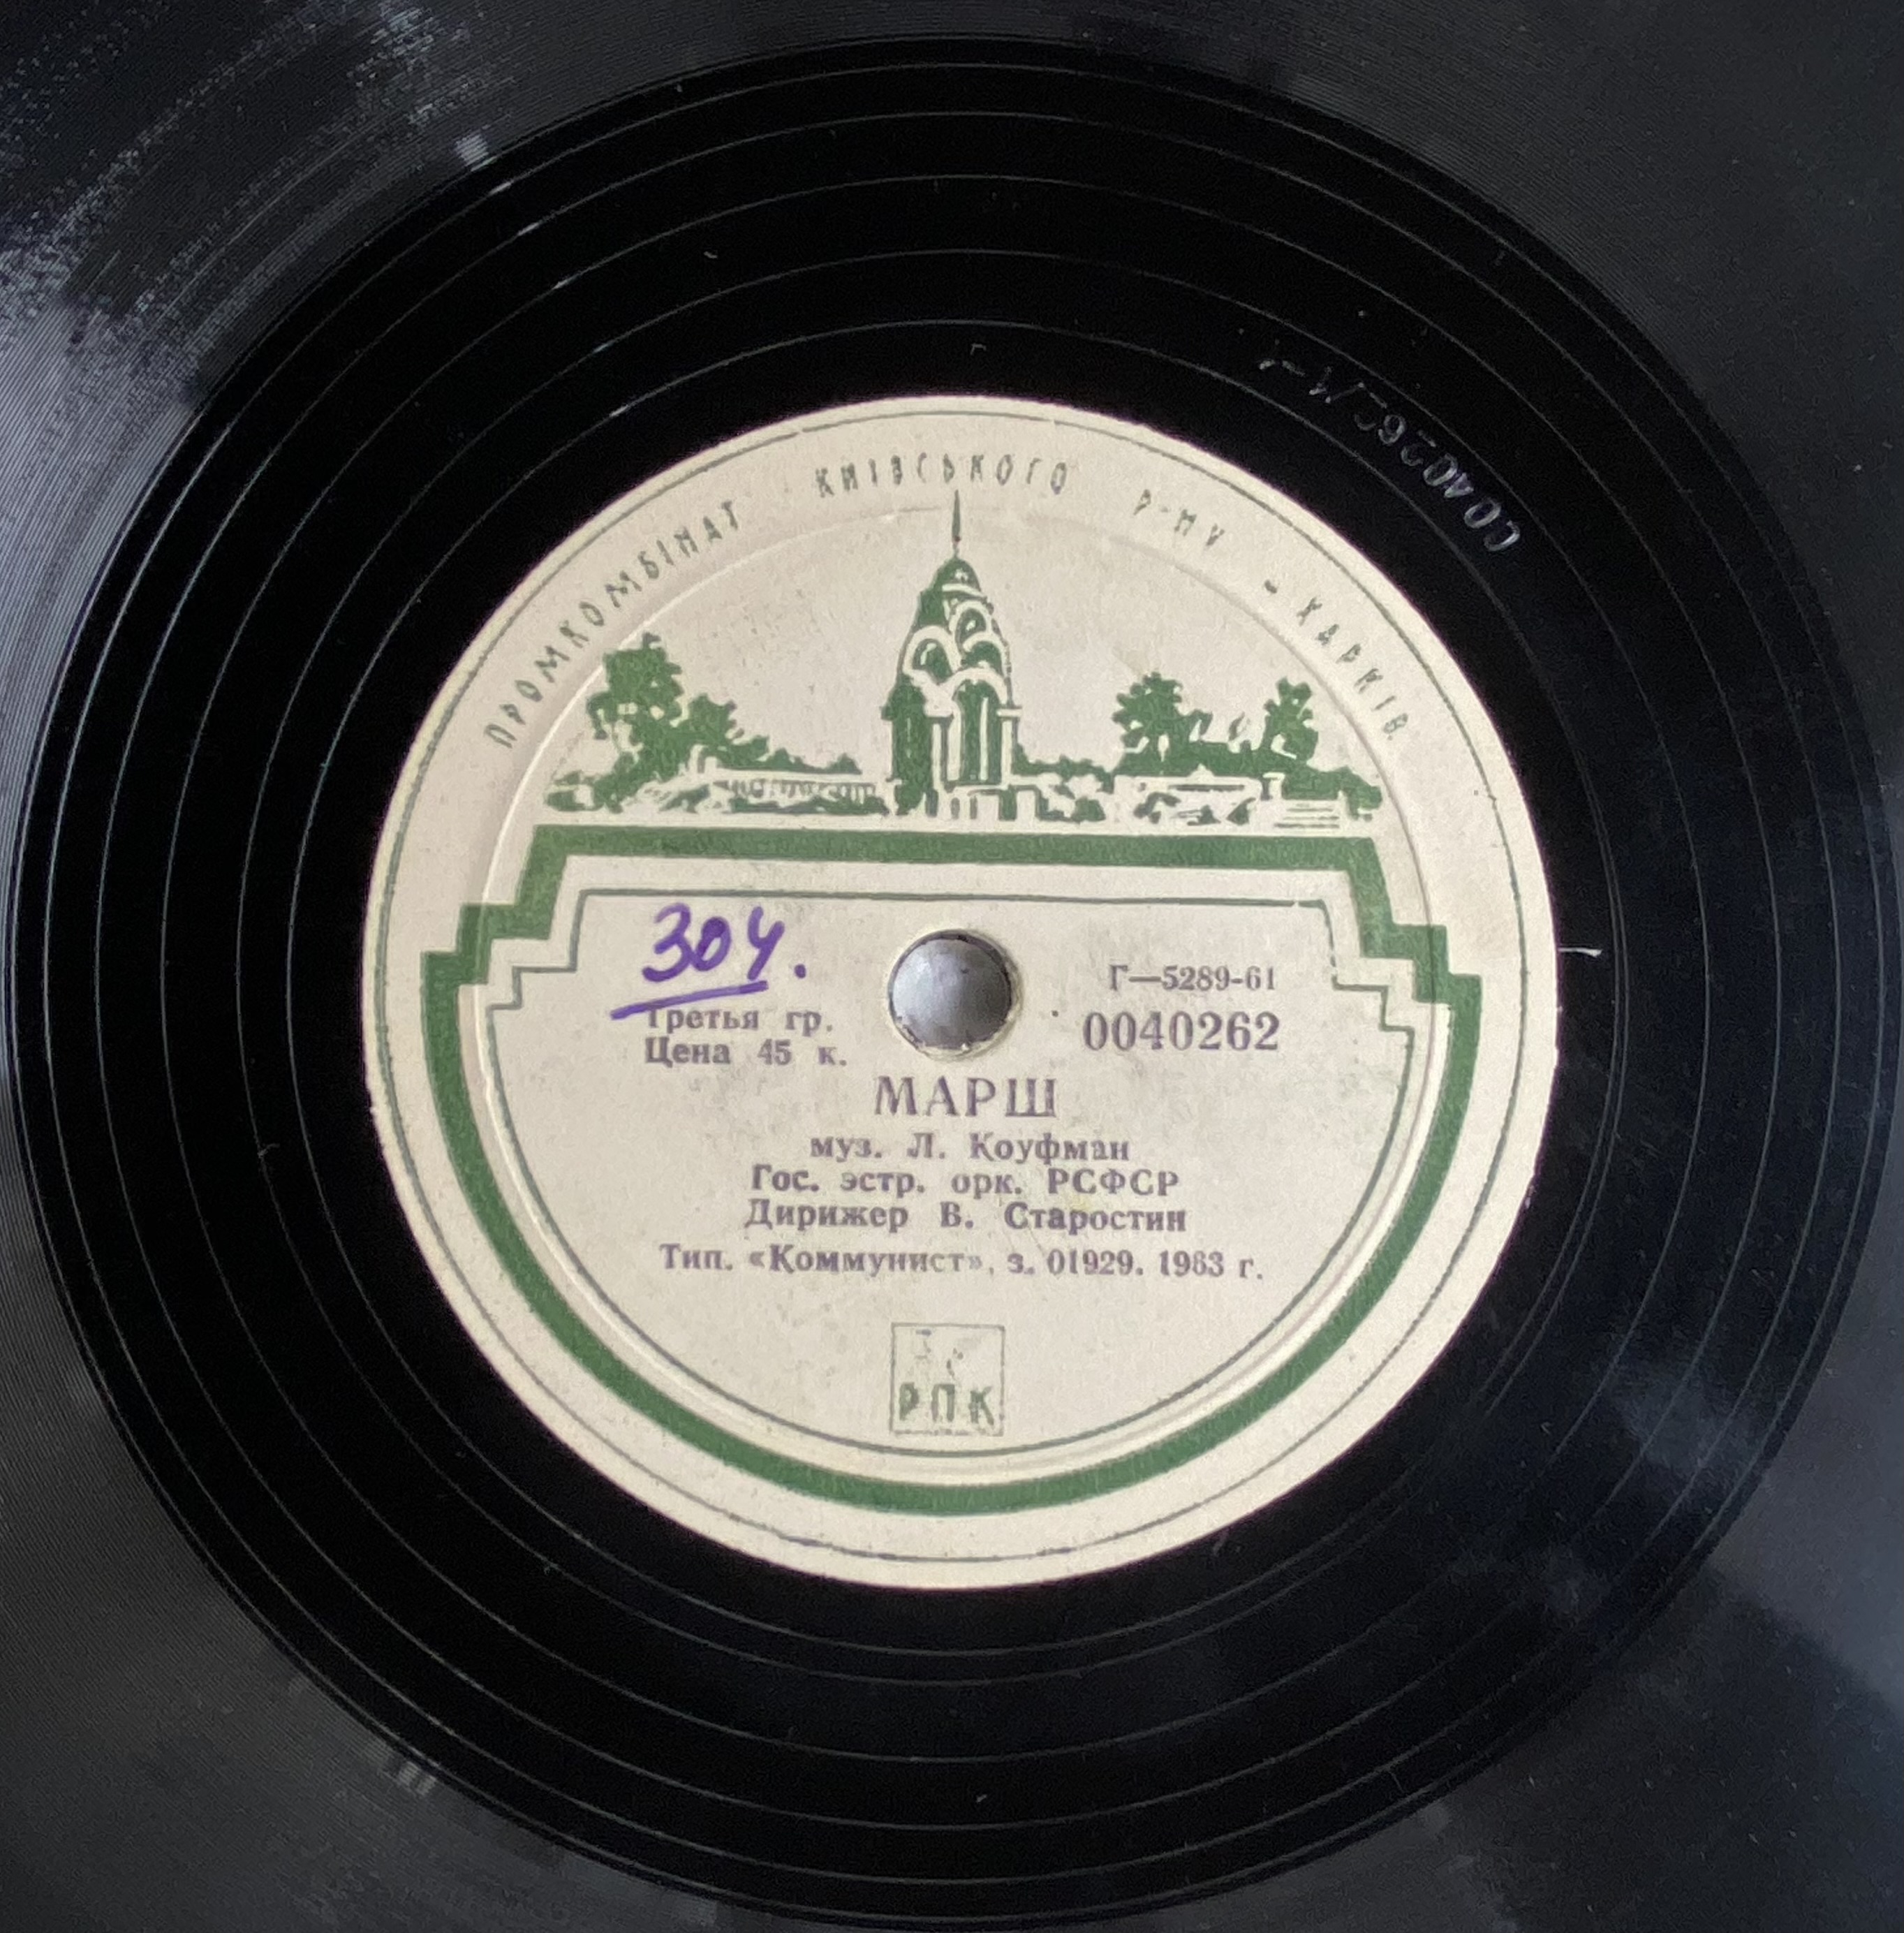 ПРОМКОМБІНАТ КИЇВСЬКОГО Р-НУ - ХАРКІВ
304.
Г—5289-61
Третья гр.
0040262
Цена 45 к.
МАРШ
муз. Л. Коуфман
Гос. эстр. орк. РСФСР
Дирижер В. Старостин
Тип. «Коммунист», з. 01929. 1963 г.
РПК